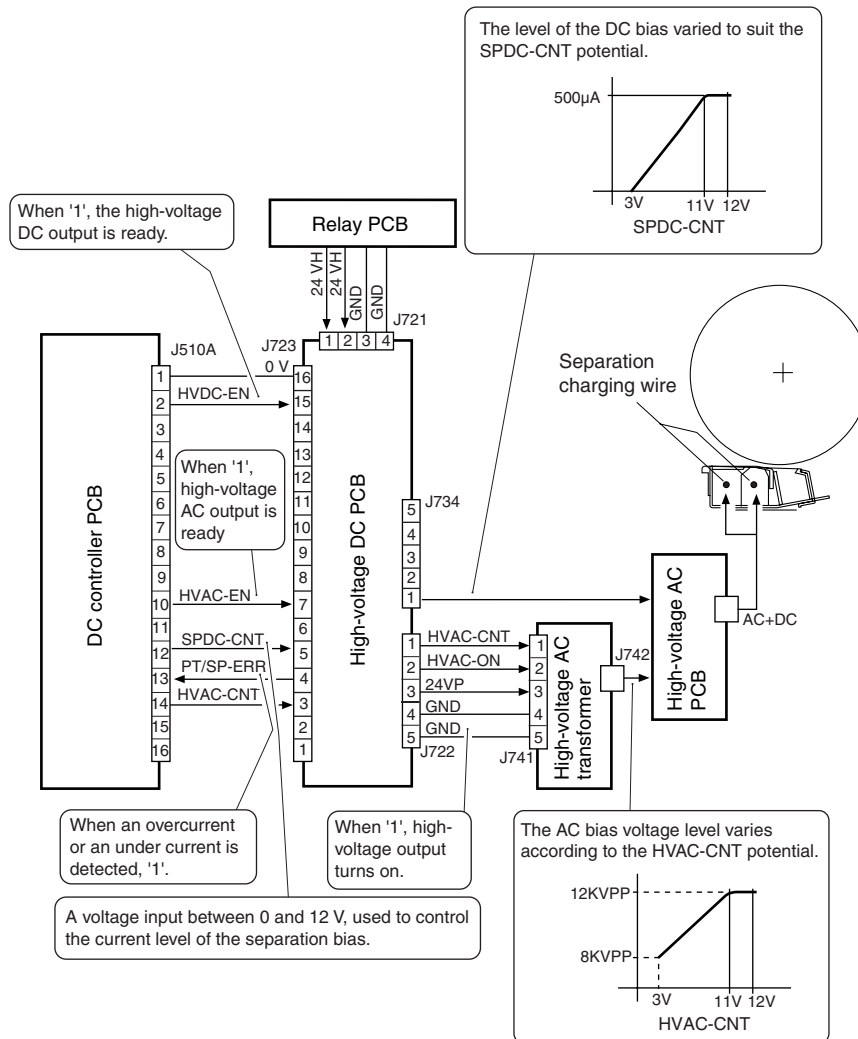 The level of the DC bias varied to suit the
SPDC-CNT potential.
500µA
3V
11V
12V
SPDC-CNT
When '1', the high-voltage
DC output is ready.
Relay PCB
24 VH
24 VH
GND
GND
J721
1
2
3
4
J510A
J723
0 V
DC controller PCB
1
2
3
4
5
6
7
8
9
10
11
12
13
14
15
16
HVDC-EN
When '1',
high-voltage
AC output is
ready
HVAC-EN
SPDC-CNT
PT/SP-ERR
HVAC-CNT
16
15
14
13
12
11
10
9
8
7
6
5
4
3
2
1
High-voltage DC PCB
J734
5
4
3
2
1
Separation
charging wire
1
2
3
4
5
J722
HVAC-CNT
HVAC-ON
24VP
GND
GND
1
2
3
4
5
J741
High-voltage AC
transformer
J742
High-voltage AC
PCB
AC+DC
When an overcurrent
or an under current is
detected, '1'.
When '1', high-
voltage output
turns on.
A voltage input between 0 and 12 V, used to control
the current level of the separation bias.
The AC bias voltage level varies
according to the HVAC-CNT potential.
12KVPP
8KVPP
3V
11V
12V
HVAC-CNT